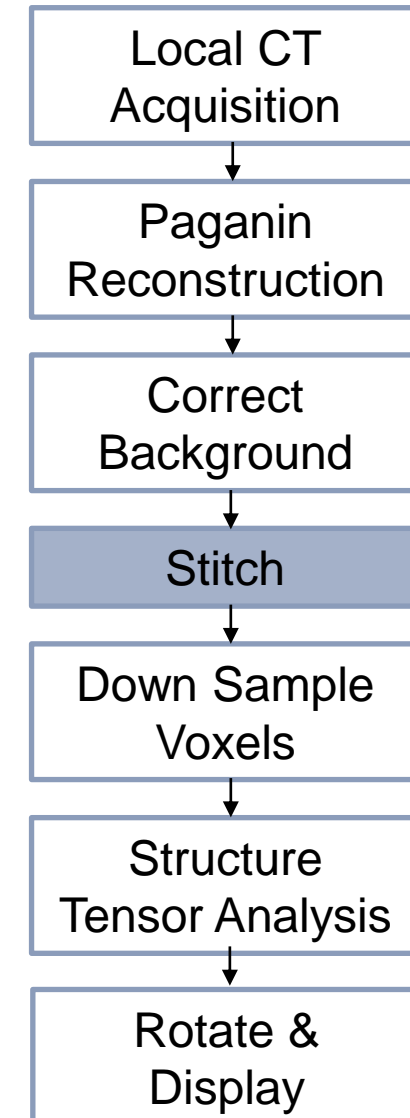 Local CT
Acquisition
Paganin
Reconstruction
Correct
Background
Stitch
Down Sample
Voxels
Structure
Tensor Analysis
Rotate &
Display